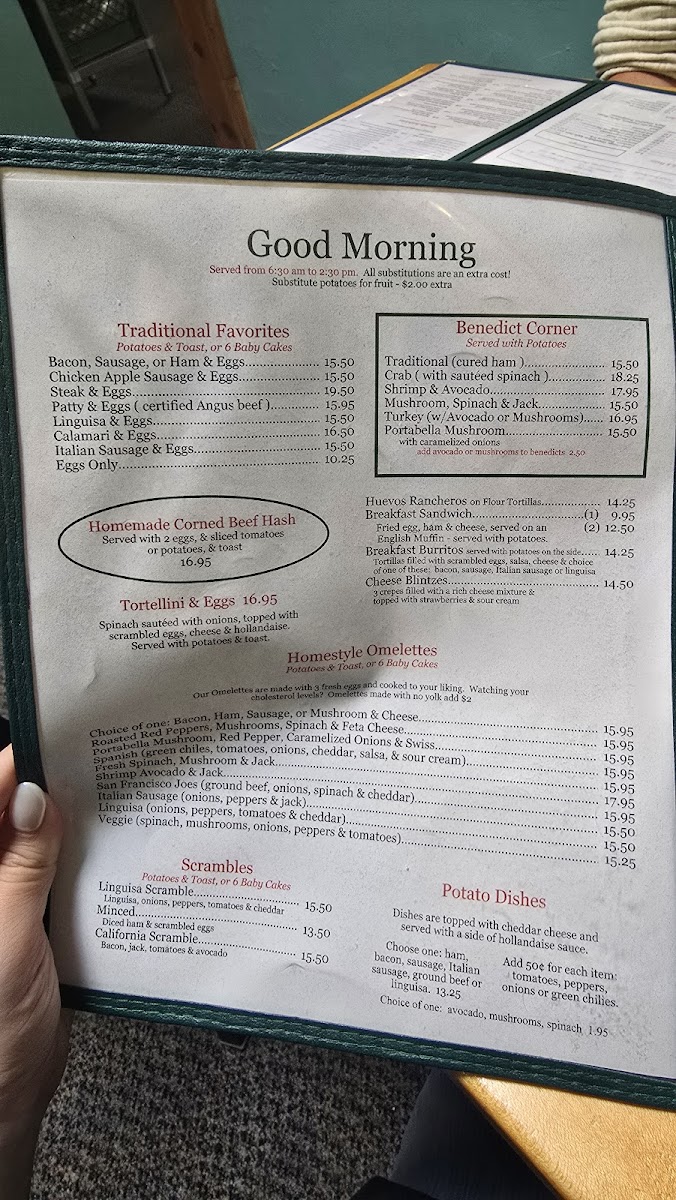 Good Morning
Served from 6:30 am to 2:30 pm. All substitutions are an extra cost!
Substitute potatoes for fruit - $2.00 extra
Traditional Favorites
Potatoes & Toast, or 6 Baby Cakes
Bacon, Sausage, or Ham & Eggs.................... 15.50
Chicken Apple Sausage & Eggs...................... 15.50
Steak & Eggs.................................................... 19.50
Patty & Eggs ( certified Angus beef ).............. 15.95
Linguisa & Eggs............................................... 15.50
Calamari & Eggs.............................................. 16.50
Italian Sausage & Eggs.................................... 15.50
Eggs Only......................................................... 10.25
Benedict Corner
Served with Potatoes
Traditional (cured ham )...................... 15.50
Crab ( with sautéed spinach )................ 18.25
Shrimp & Avocado................................ 17.95
Mushroom, Spinach & Jack.................. 15.50
Turkey (w/Avocado or Mushrooms)..... 16.95
Portabella Mushroom........................... 15.50
with caramelized onions
add avocado or mushrooms to benedicts 2.50
Homemade Corned Beef Hash
Served with 2 eggs, & sliced tomatoes
or potatoes, & toast
16.95
Tortellini & Eggs 16.95
Spinach sautéed with onions, topped with
scrambled eggs, cheese & hollandaise.
Served with potatoes & toast.
Huevos Rancheros on Flour Tortillas................ 14.25
Breakfast Sandwich..............................(1) 9.95
Fried egg, ham & cheese, served on an (2) 12.50
English Muffin - served with potatoes.
Breakfast Burritos served with potatoes on the side...... 14.25
Tortillas filled with scrambled eggs, salsa, cheese & choice
of one of these: bacon, sausage, Italian sausage or linguisa
Cheese Blintzes.......................................... 14.50
3 crepes filled with a rich cheese mixture &
topped with strawberries & sour cream
Homestyle Omelettes
Potatoes & Toast, or 6 Baby Cakes
Our Omelettes are made with 3 fresh eggs and cooked to your liking. Watching your
cholesterol levels? Omelettes made with no yolk add $2
Choice of one: Bacon, Ham, Sausage, or Mushroom & Cheese.................................... 15.95
Roasted Red Peppers, Mushrooms, Spinach & Feta Cheese........................................ 15.95
Portabella Mushroom, Red Pepper, Caramelized Onions & Swiss................................ 15.95
Spanish (green chiles, tomatoes, onions, cheddar, salsa, & sour cream)........................ 15.95
Fresh Spinach, Mushroom & Jack................................................................ 15.95
Shrimp Avocado & Jack.............................................................................. 17.95
San Francisco Joes (ground beef, onions, spinach & cheddar).................................... 15.95
Italian Sausage (onions, peppers & jack)...................................................... 15.50
Linguisa (onions, peppers, tomatoes & cheddar)............................................ 15.50
Veggie (spinach, mushrooms, onions, peppers & tomatoes)........................................ 15.25
Scrambles
Potatoes & Toast, or 6 Baby Cakes
Linguisa Scramble............................ 15.50
Linguisa, onions, peppers, tomatoes & cheddar
Minced............................................ 13.50
Diced ham & scrambled eggs
California Scramble.......................... 15.50
Bacon, jack, tomatoes & avocado
Potato Dishes
Dishes are topped with cheddar cheese and
served with a side of hollandaise sauce.
Choose one: ham,
bacon, sausage, Italian
sausage, ground beef or
linguisa. 13.25
Add 50¢ for each item:
tomatoes, peppers,
onions or green chilies.
Choice of one: avocado, mushrooms, spinach 1.95